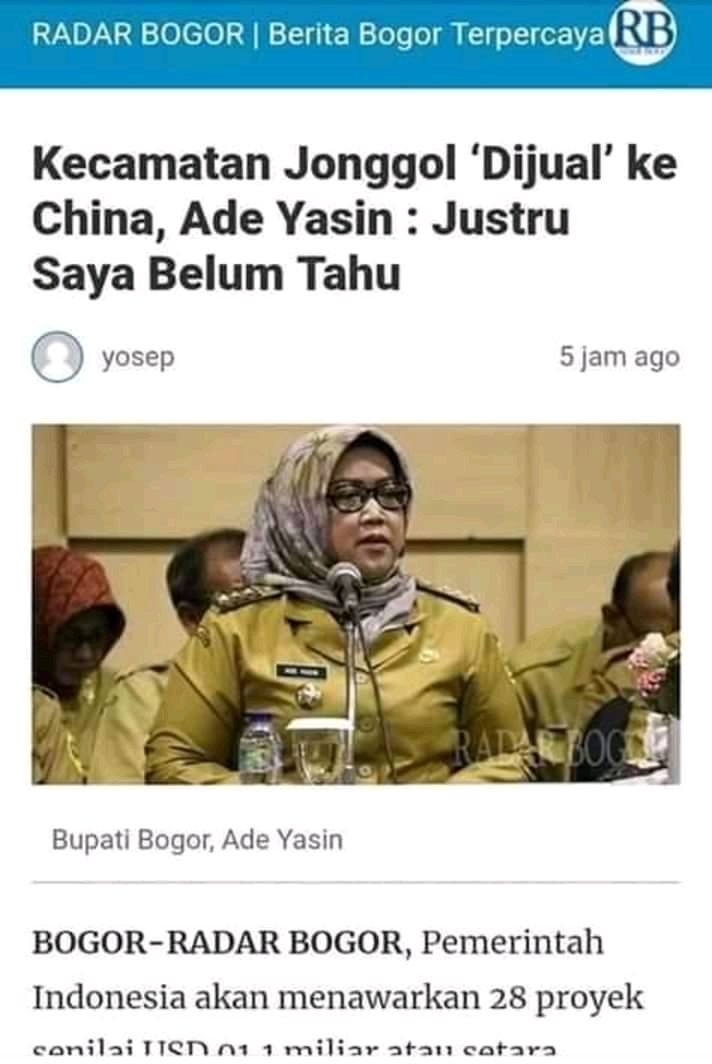 RADAR BOGOR | Berita Bogor Terpercaya RB
Kecamatan Jonggol ‘Dijual’ ke
China, Ade Yasin : Justru
Saya Belum Tahu
yosep 5 jam ago
RADAR BOGOR
Bupati Bogor, Ade Yasin
BOGOR-RADAR BOGOR, Pemerintah
Indonesia akan menawarkan 28 proyek
senilai USD 91,1 miliar atau setara